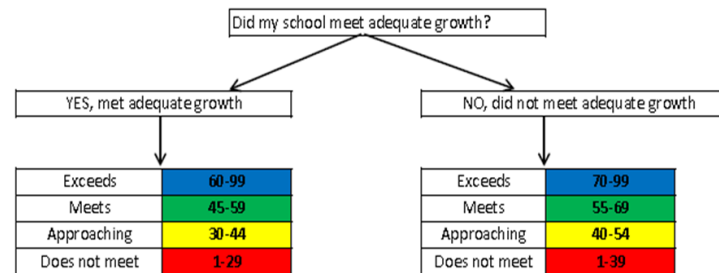 Did my school meet adequate growth?
YES, met adequate growth
NO, did not meet adequate growth
Exceeds 60-99
Meets 45-59
Approaching 30-44
Does not meet 1-29
Exceeds 70-99
Meets 55-69
Approaching 40-54
Does not meet 1-39